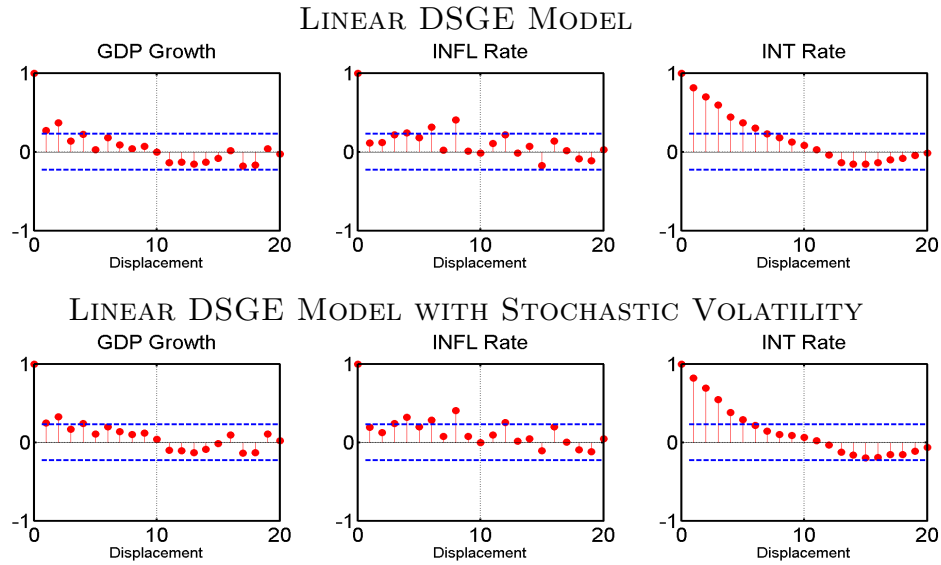 LINEAR DSGE MODEL
GDP Growth INFL Rate INT Rate
1 1 1
0 0 0
-1 -1 -1
0 10 20 0 10 20 0 10 20
Displacement Displacement Displacement
LINEAR DSGE MODEL WITH STOCHASTIC VOLATILITY
GDP Growth INFL Rate INT Rate
1 1 1
0 0 0
-1 -1 -1
0 10 20 0 10 20 0 10 20
Displacement Displacement Displacement